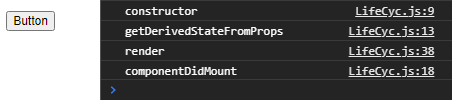 Button
constructor LifeCyc.js:9
getDerivedStateFromProps LifeCyc.js:13
render LifeCyc.js:38
componentDidMount LifeCyc.js:18
>